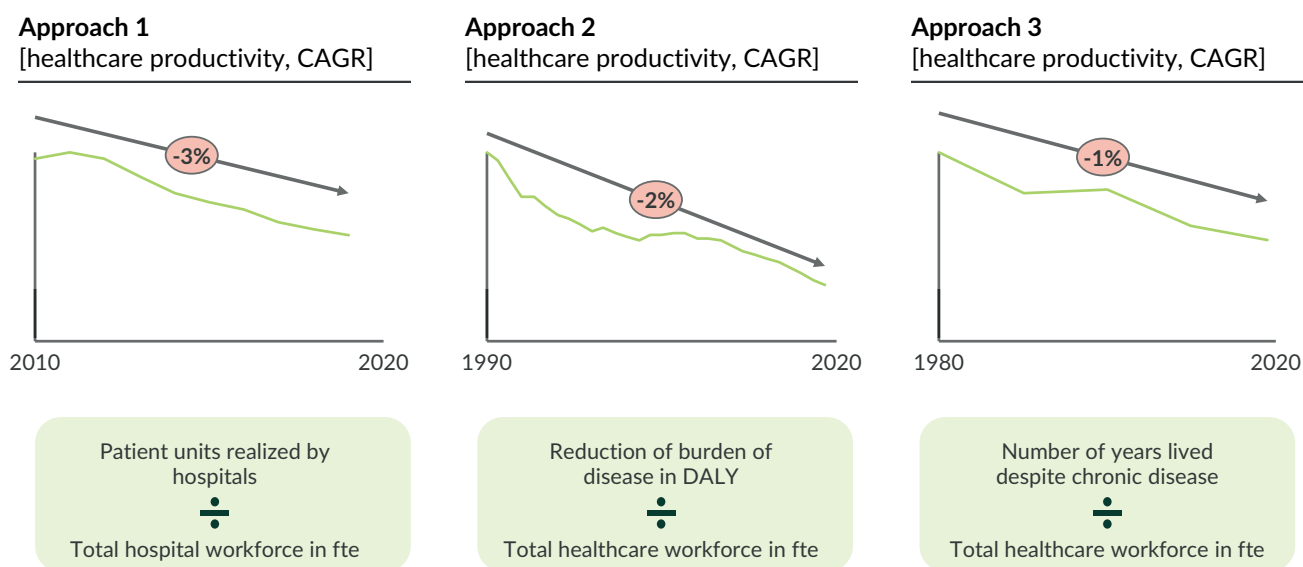 Approach 1
[healthcare productivity, CAGR]
-3%
2010 2020
Patient units realized by
hospitals
÷
Total hospital workforce in fte
Approach 2
[healthcare productivity, CAGR]
-2%
1990 2020
Reduction of burden of
disease in DALY
÷
Total healthcare workforce in fte
Approach 3
[healthcare productivity, CAGR]
-1%
1980 2020
Number of years lived
despite chronic disease
÷
Total healthcare workforce in fte